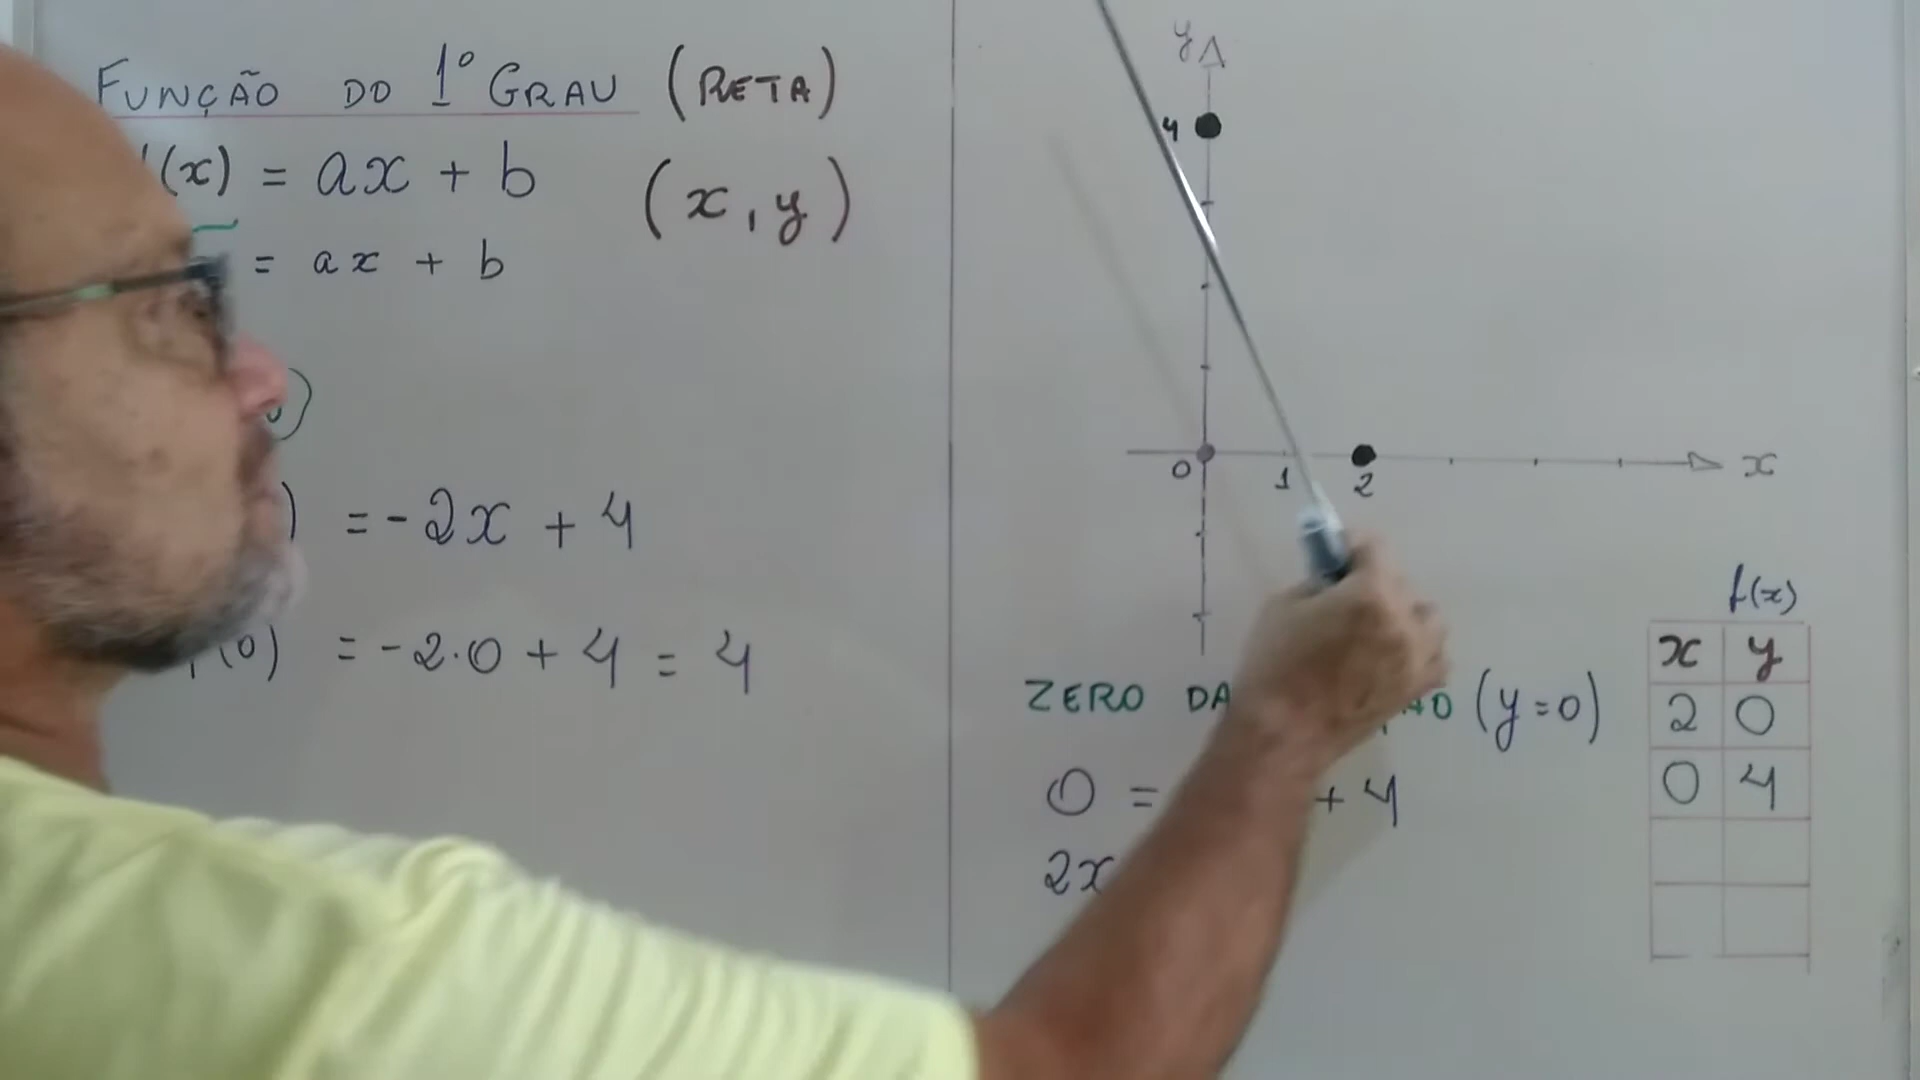 FUNÇÃO DO 1º GRAU (RETA)
(x) = ax + b
(x, y)
= ax + b
) = -2x + 4
(0) = -2.0 + 4 = 4
y
4
0 1 2 x
ZERO DA (y=0)
0 = + 4
2x
f(x)
x y
2 0
0 4